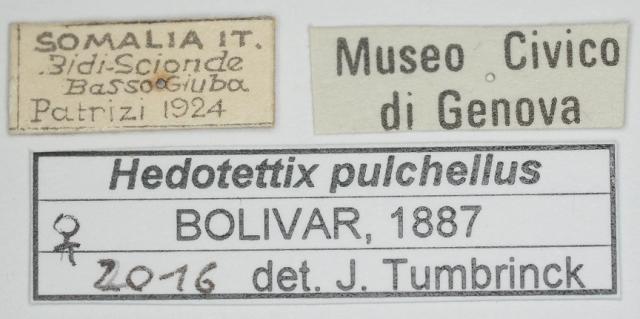 SOMALIA IT.
Bidi-Scionde
Basso Giuba
Patrizi 1924
Museo Civico
di Genova
Hedotettix pulchellus
BOLIVAR, 1887
♀
2016 det. J. Tumbrinck